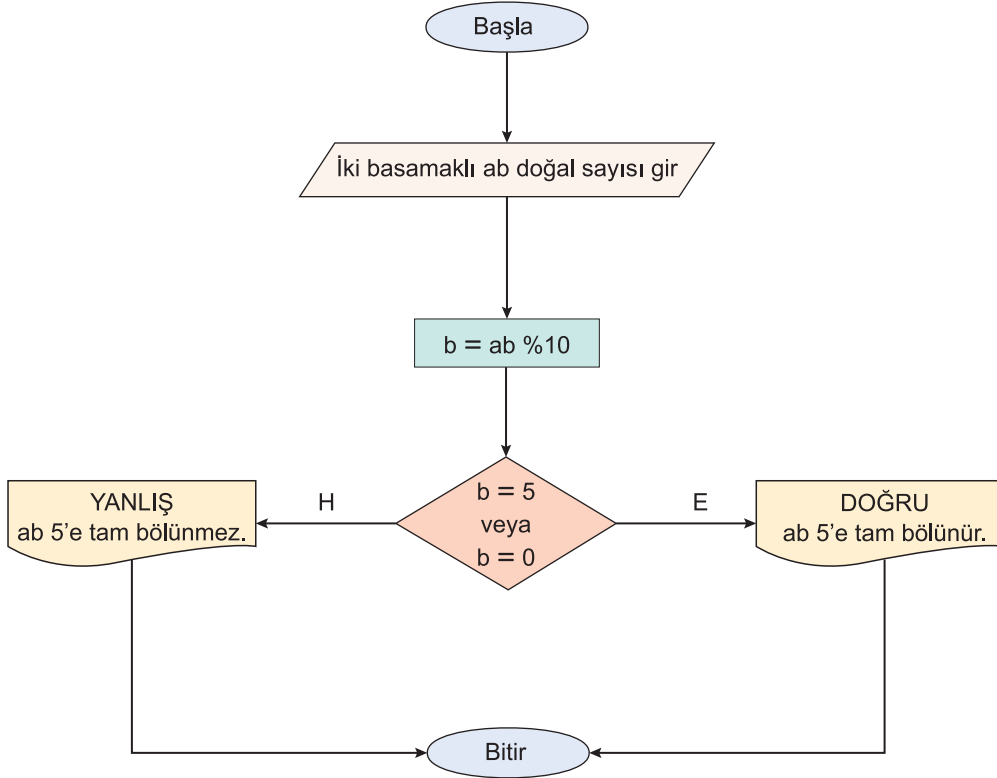 Başla
İki basamaklı ab doğal sayısı gir
b = ab %10
b = 5
veya
b = 0
H
E
YANLIŞ
ab 5’e tam bölünmez.
DOĞRU
ab 5’e tam bölünür.
Bitir